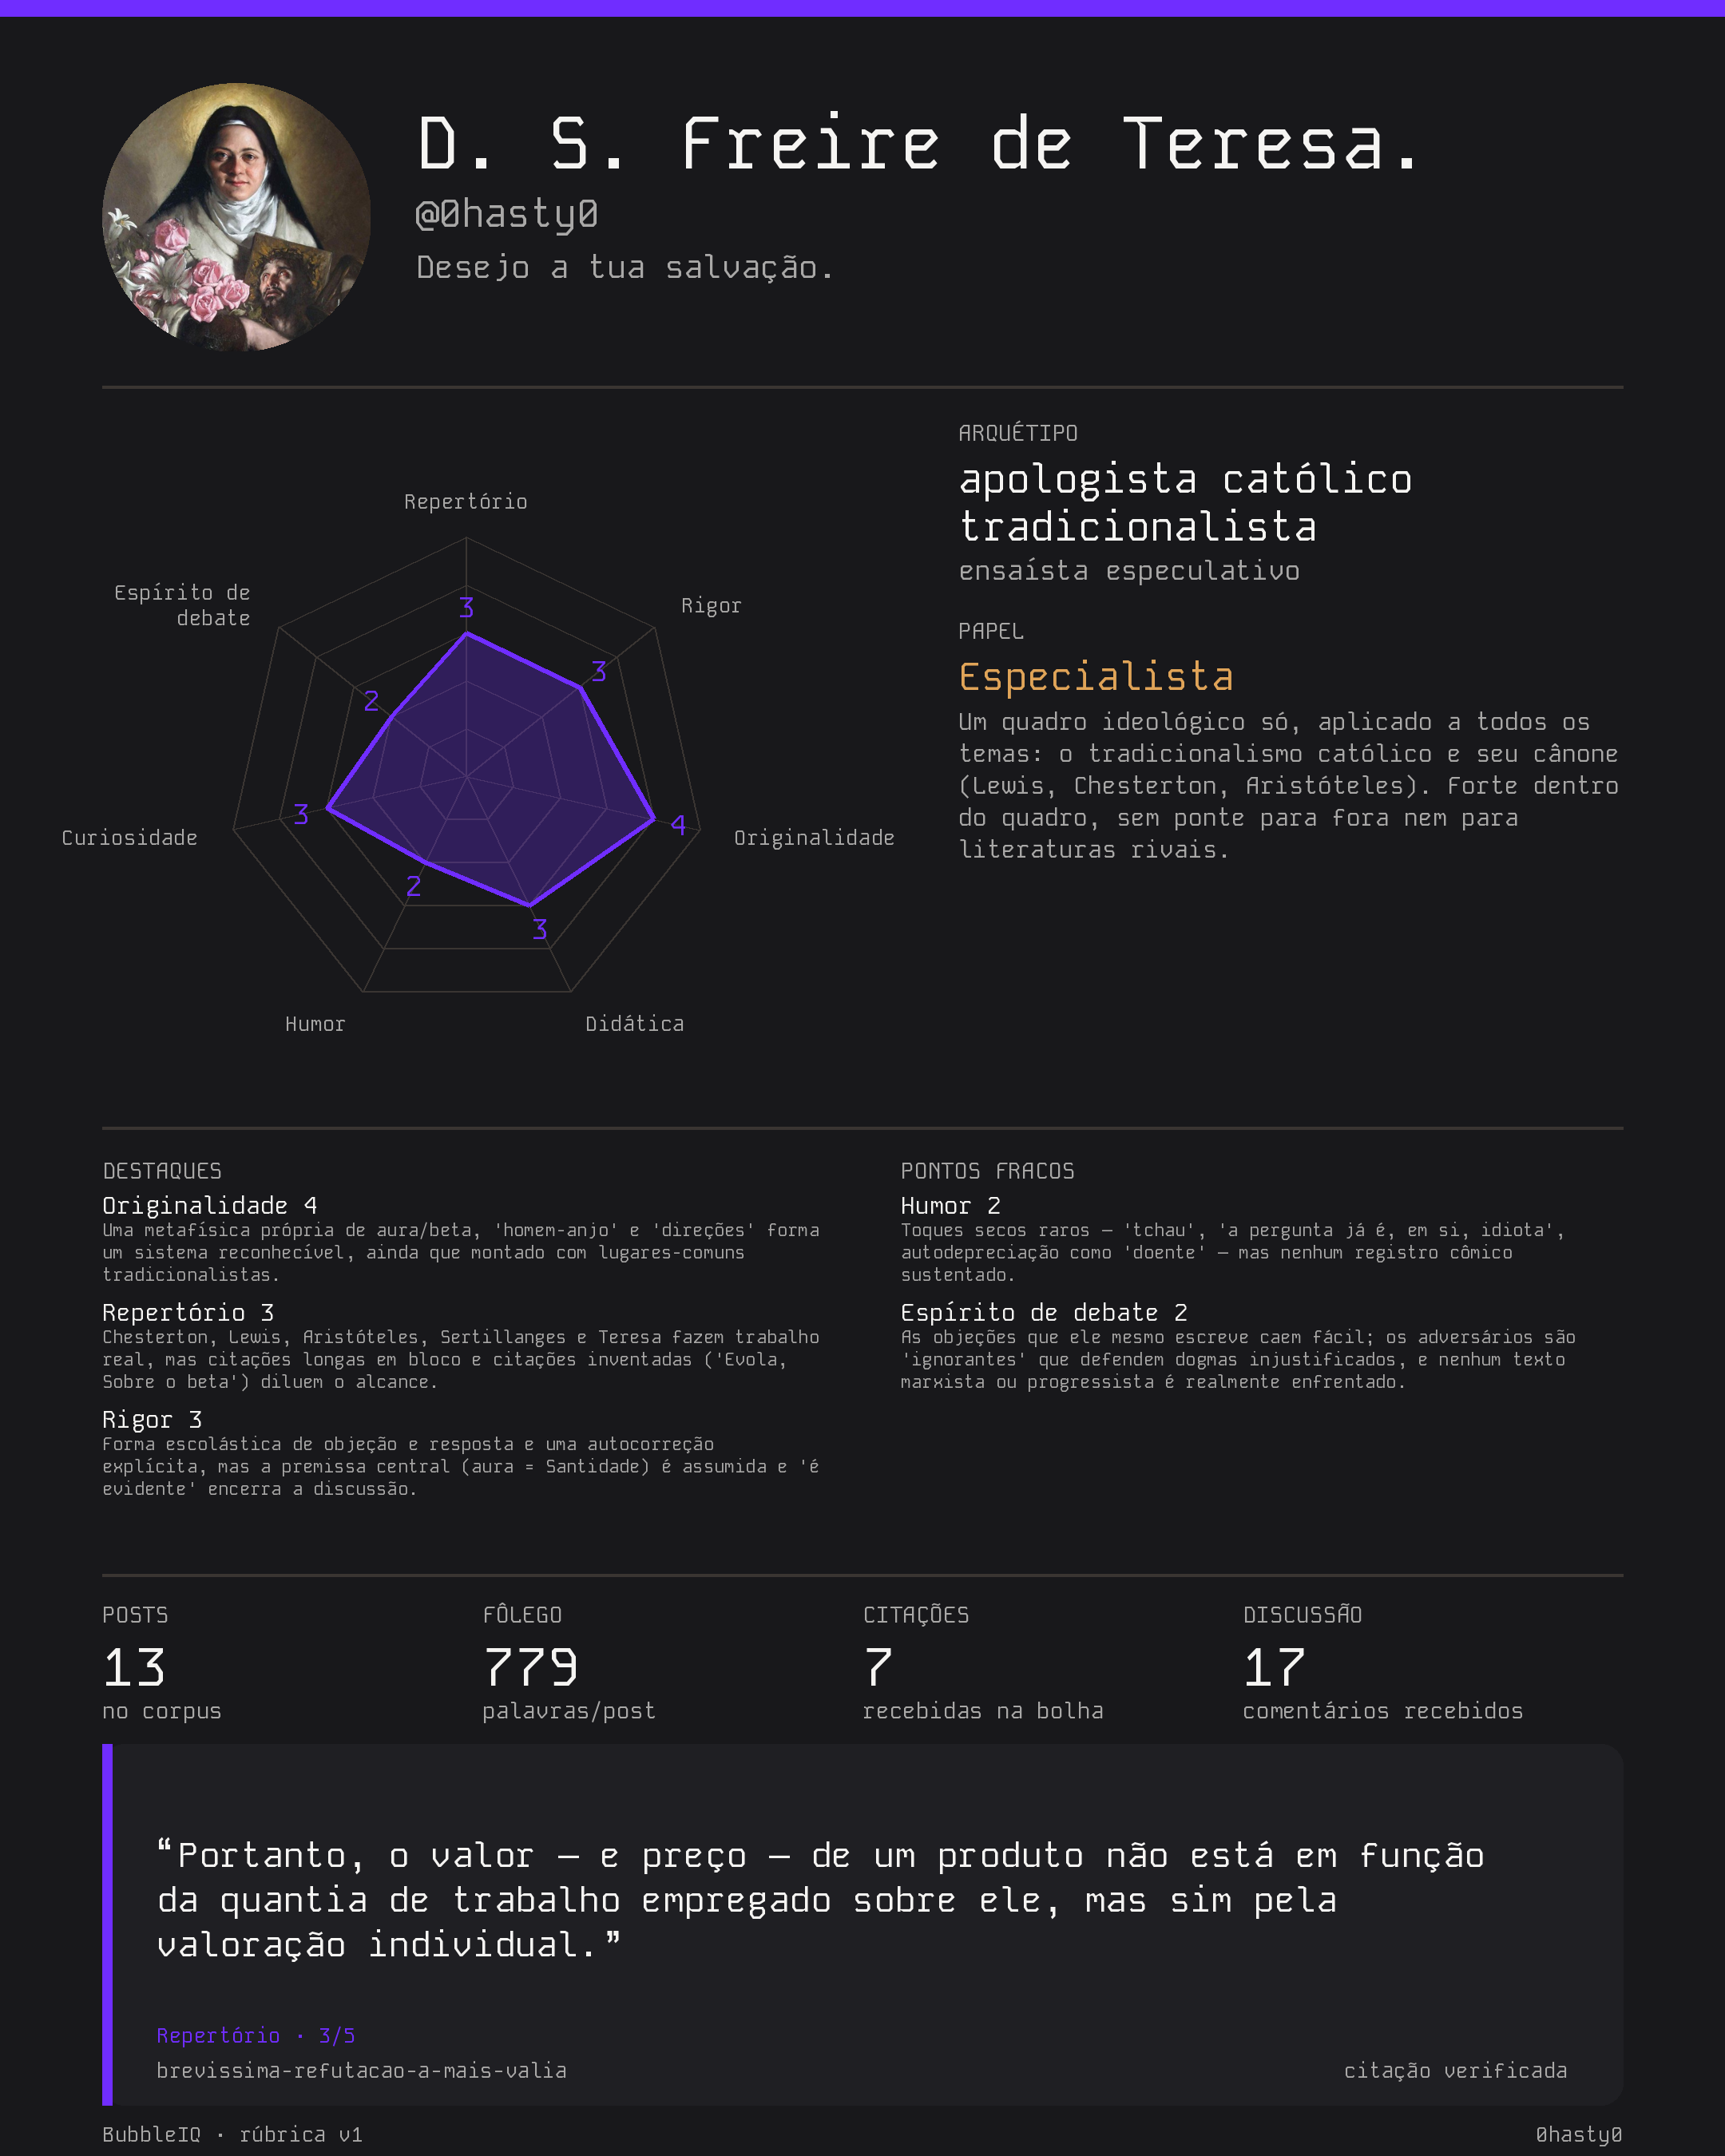 D. S. Freire de Teresa.
@0hasty0
Desejo a tua salvação.
Repertório
Espírito de
debate
Rigor
Curiosidade
Originalidade
Humor
Didática
3
3
4
3
2
3
2
ARQUÉTIPO
apologista católico
tradicionalista
ensaísta especulativo
PAPEL
Especialista
Um quadro ideológico só, aplicado a todos os
temas: o tradicionalismo católico e seu cânone
(Lewis, Chesterton, Aristóteles). Forte dentro
do quadro, sem ponte para fora nem para
literaturas rivais.
DESTAQUES
Originalidade 4
Uma metafísica própria de aura/beta, 'homem-anjo' e 'direções' forma
um sistema reconhecível, ainda que montado com lugares-comuns
tradicionalistas.
Repertório 3
Chesterton, Lewis, Aristóteles, Sertillanges e Teresa fazem trabalho
real, mas citações longas em bloco e citações inventadas ('Evola,
Sobre o beta') diluem o alcance.
Rigor 3
Forma escolástica de objeção e resposta e uma autocorreção
explícita, mas a premissa central (aura = Santidade) é assumida e 'é
evidente' encerra a discussão.
PONTOS FRACOS
Humor 2
Toques secos raros — 'tchau', 'a pergunta já é, em si, idiota',
autodepreciação como 'doente' — mas nenhum registro cômico
sustentado.
Espírito de debate 2
As objeções que ele mesmo escreve caem fácil; os adversários são
'ignorantes' que defendem dogmas injustificados, e nenhum texto
marxista ou progressista é realmente enfrentado.
POSTS
13
no corpus
FÔLEGO
779
palavras/post
CITAÇÕES
7
recebidas na bolha
DISCUSSÃO
17
comentários recebidos
“Portanto, o valor — e preço — de um produto não está em função
da quantia de trabalho empregado sobre ele, mas sim pela
valoração individual.”
Repertório · 3/5
brevissima-refutacao-a-mais-valia
citação verificada
BubbleIQ · rúbrica v1
0hasty0